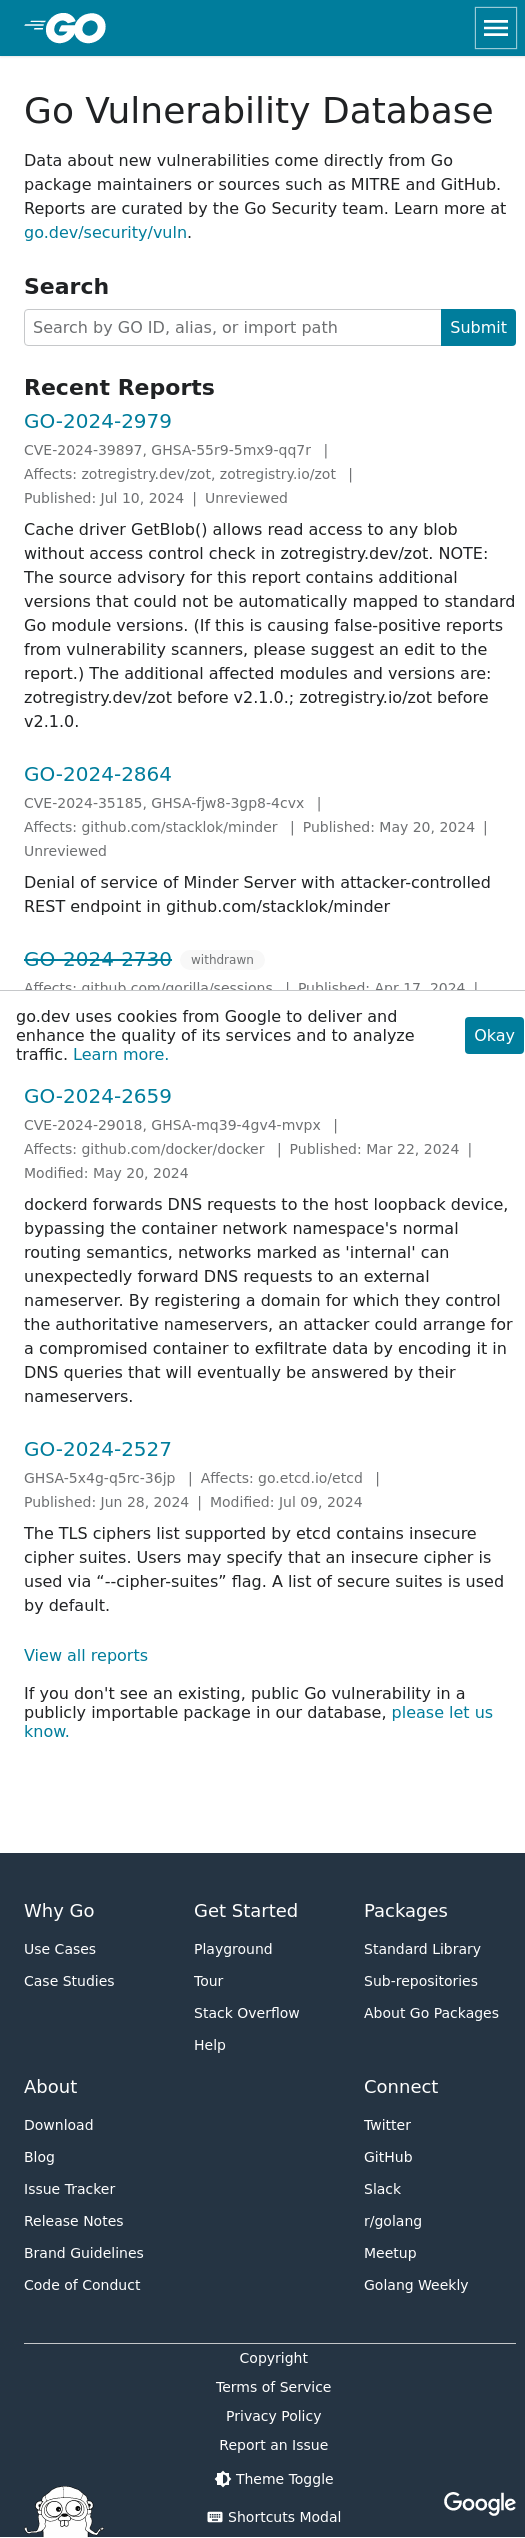 GO
Go Vulnerability Database
Data about new vulnerabilities come directly from Go
package maintainers or sources such as MITRE and GitHub.
Reports are curated by the Go Security team. Learn more at
go.dev/security/vuln.
Search
Search by GO ID, alias, or import path
Submit
Recent Reports
GO-2024-2979
CVE-2024-39897, GHSA-55r9-5mx9-qq7r |
Affects: zotregistry.dev/zot, zotregistry.io/zot |
Published: Jul 10, 2024 | Unreviewed
Cache driver GetBlob() allows read access to any blob
without access control check in zotregistry.dev/zot. NOTE:
The source advisory for this report contains additional
versions that could not be automatically mapped to standard
Go module versions. (If this is causing false-positive reports
from vulnerability scanners, please suggest an edit to the
report.) The additional affected modules and versions are:
zotregistry.dev/zot before v2.1.0.; zotregistry.io/zot before
v2.1.0.
GO-2024-2864
CVE-2024-35185, GHSA-fjw8-3gp8-4cvx |
Affects: github.com/stacklok/minder | Published: May 20, 2024 |
Unreviewed
Denial of service of Minder Server with attacker-controlled
REST endpoint in github.com/stacklok/minder
GO-2024-2730 withdrawn
Affects: github.com/gorilla/sessions | Published: Apr 17, 2024 |
go.dev uses cookies from Google to deliver and
enhance the quality of its services and to analyze
traffic. Learn more.
Okay
GO-2024-2659
CVE-2024-29018, GHSA-mq39-4gv4-mvpx |
Affects: github.com/docker/docker | Published: Mar 22, 2024 |
Modified: May 20, 2024
dockerd forwards DNS requests to the host loopback device,
bypassing the container network namespace's normal
routing semantics, networks marked as 'internal' can
unexpectedly forward DNS requests to an external
nameserver. By registering a domain for which they control
the authoritative nameservers, an attacker could arrange for
a compromised container to exfiltrate data by encoding it in
DNS queries that will eventually be answered by their
nameservers.
GO-2024-2527
GHSA-5x4g-q5rc-36jp | Affects: go.etcd.io/etcd |
Published: Jun 28, 2024 | Modified: Jul 09, 2024
The TLS ciphers list supported by etcd contains insecure
cipher suites. Users may specify that an insecure cipher is
used via “--cipher-suites” flag. A list of secure suites is used
by default.
View all reports
If you don't see an existing, public Go vulnerability in a
publicly importable package in our database, please let us
know.
Why Go
Use Cases
Case Studies
Get Started
Playground
Tour
Stack Overflow
Help
Packages
Standard Library
Sub-repositories
About Go Packages
About
Download
Blog
Issue Tracker
Release Notes
Brand Guidelines
Code of Conduct
Connect
Twitter
GitHub
Slack
r/golang
Meetup
Golang Weekly
Copyright
Terms of Service
Privacy Policy
Report an Issue
Theme Toggle
Shortcuts Modal
Google